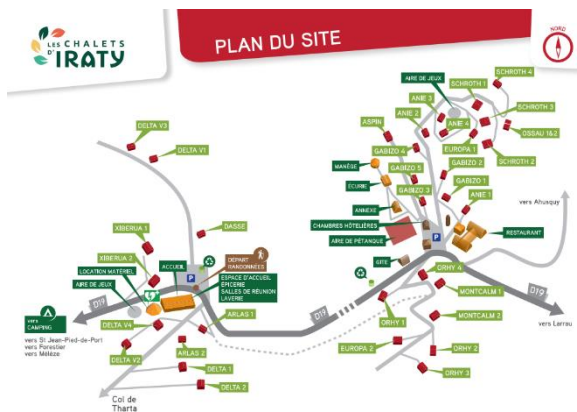 LES CHALETS
D'IRATY
PLAN DU SITE
NORD
AIRE DE JEUX
SCHROTH 4
SCHROTH 1
SCHROTH 3
OSSAU 1&2
SCHROTH 2
ANIE 3
ANIE 2
ANIE 4
EUROPA 1
ASPIN
GABIZO 4
GABIZO 5
GABIZO 3
GABIZO 2
GABIZO 1
ANIE 1
MANÈGE
ÉCURIE
ANNEXE
CHAMBRES HÔTELIÈRES
AIRE DE PÉTANQUE
GITE
P
RESTAURANT
vers Ahusquy
DELTA V3
DELTA V1
DASSE
XIBERUA 1
XIBERUA 2
LOCATION MATÉRIEL
AIRE DE JEUX
ACCUEIL
P
DÉPART
RANDONNÉES
ESPACE D'ACCUEIL
ÉPICERIE
SALLES DE RÉUNION
LAVERIE
D19
vers
CAMPING
vers St Jean-Pied-de-Port
vers Forestier
vers Mélèze
DELTA V4
DELTA V2
ARLAS 1
ARLAS 2
DELTA 1
DELTA 2
Col de
Tharta
D19
ORHY 4
MONTCALM 1
MONTCALM 2
ORHY 1
EUROPA 2
ORHY 2
ORHY 3
D19
vers Larrau